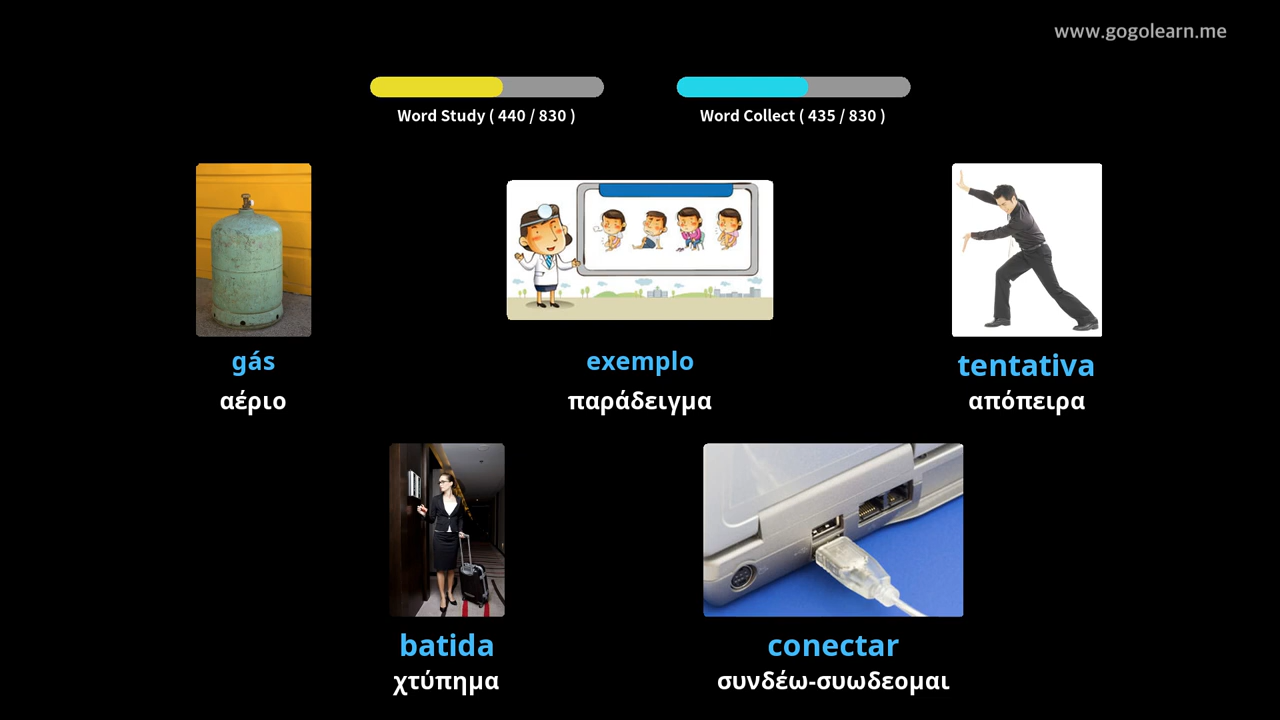 www.gogolearn.me
Word Study ( 440 / 830 )
Word Collect ( 435 / 830 )
gás
exemplo
tentativa
αέριο
παράδειγμα
απόπειρα
batida
conectar
χτύπημα
συνδέω-συωδεομαι